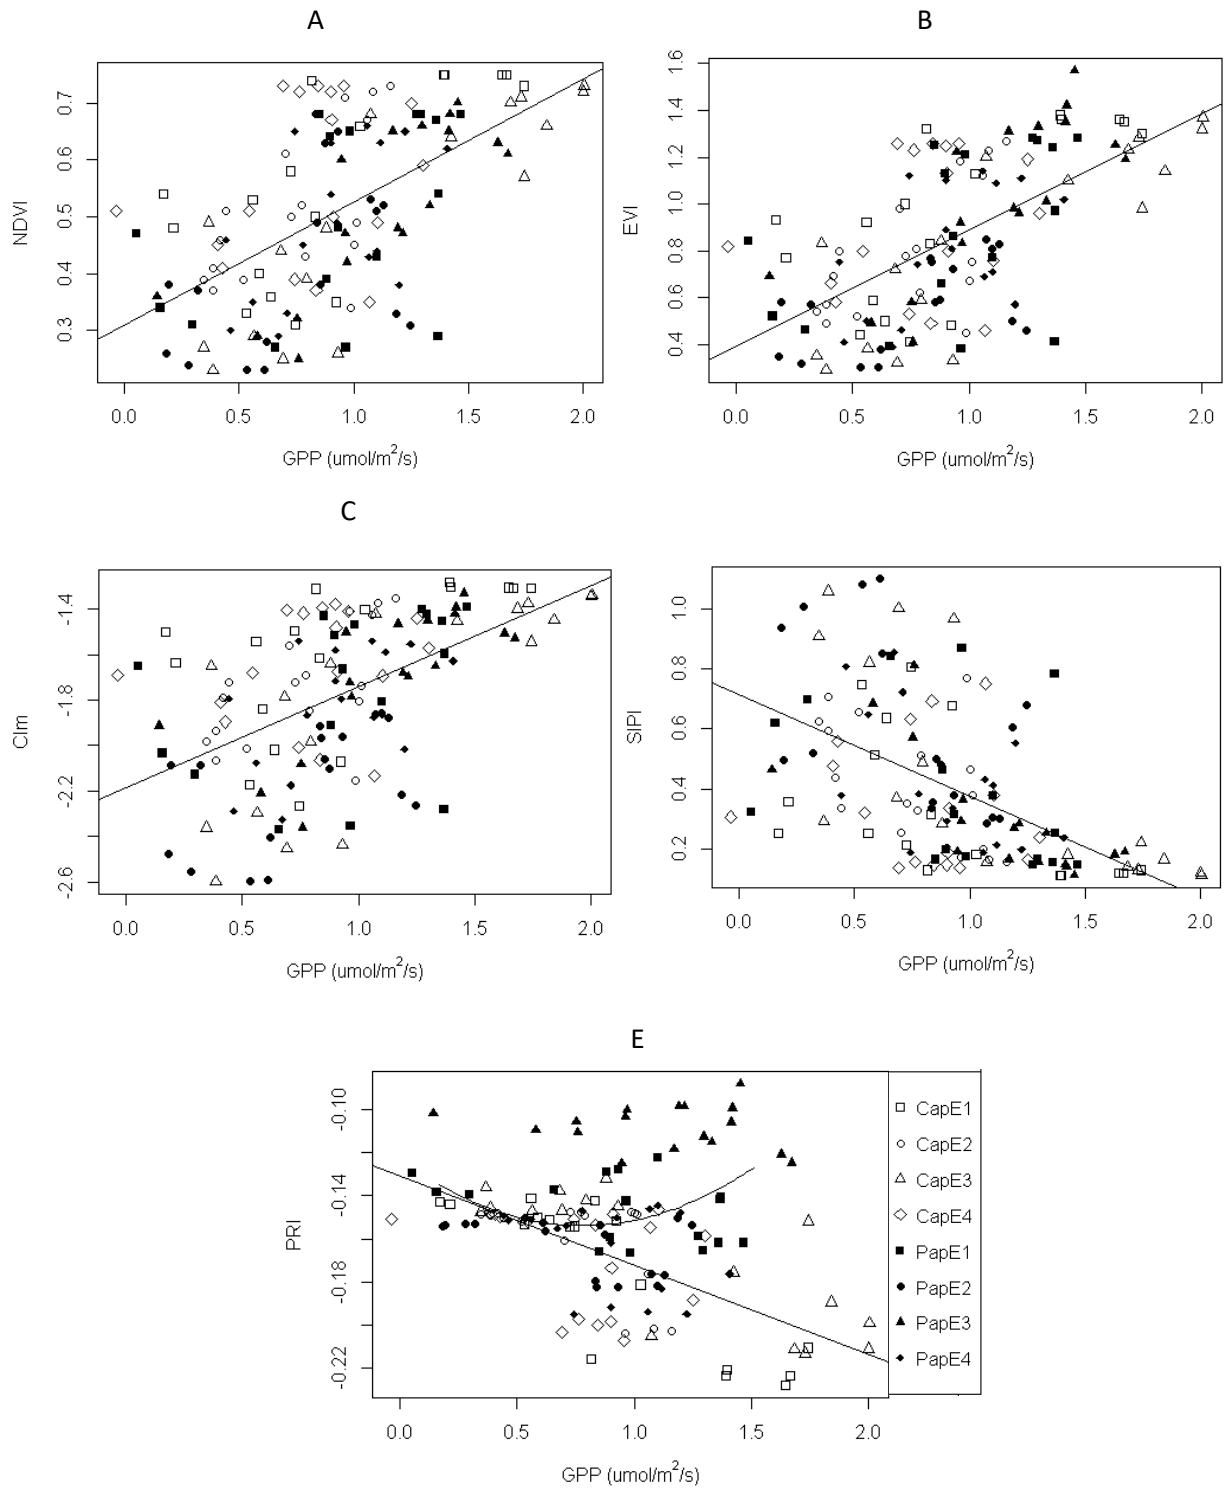 A
B
NDVI
0.3 0.4 0.5 0.6 0.7
0.0 0.5 1.0 1.5 2.0
GPP (umol/m²/s)
EVI
0.4 0.6 0.8 1.0 1.2 1.4 1.6
0.0 0.5 1.0 1.5 2.0
GPP (umol/m²/s)
C
CIm
-2.6 -2.2 -1.8 -1.4
0.0 0.5 1.0 1.5 2.0
GPP (umol/m²/s)
SIPI
0.2 0.4 0.6 0.8 1.0
0.0 0.5 1.0 1.5 2.0
GPP (umol/m²/s)
E
PRI
-0.22 -0.18 -0.14 -0.10
0.0 0.5 1.0 1.5 2.0
GPP (umol/m²/s)
CapE1
CapE2
CapE3
CapE4
PapE1
PapE2
PapE3
PapE4